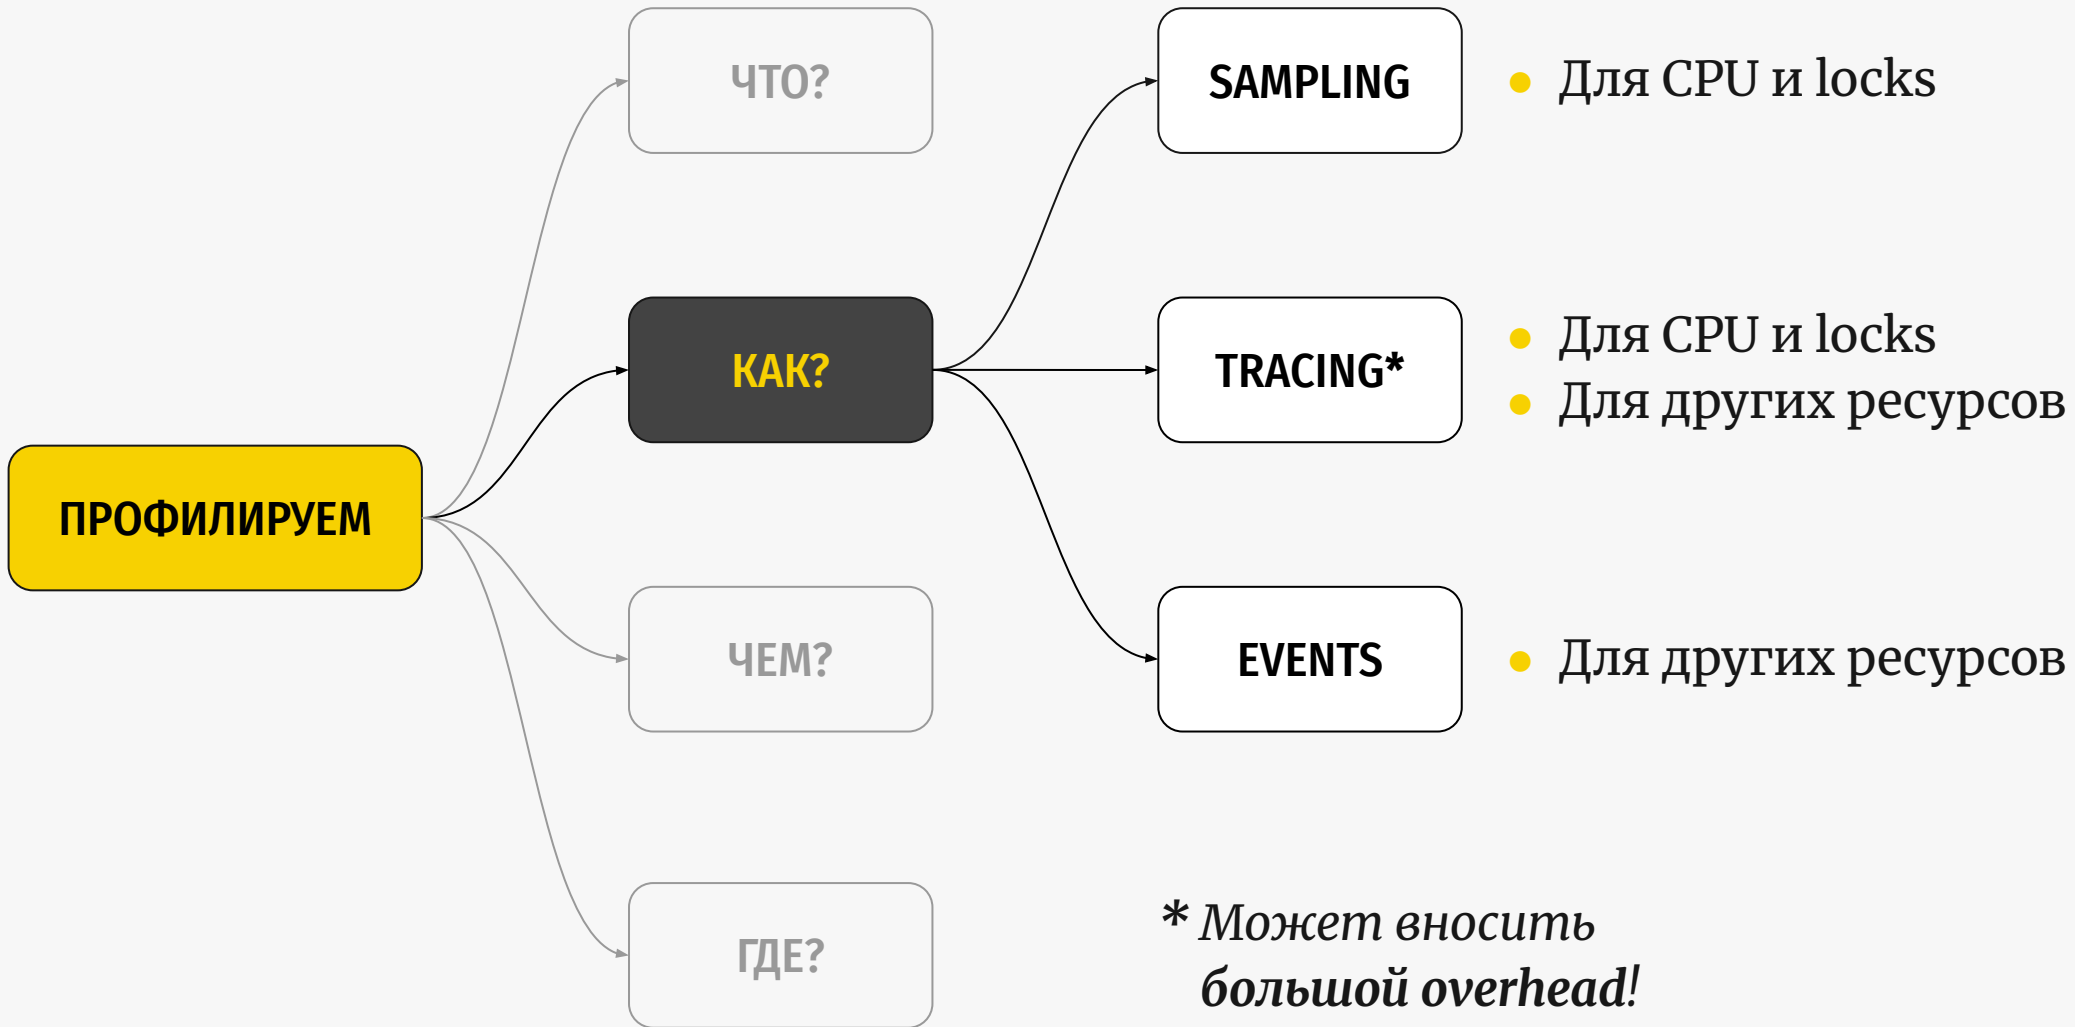 ЧТО?
SAMPLING
Для CPU и locks
КАК?
TRACING*
Для CPU и locks
Для других ресурсов
ПРОФИЛИРУЕМ
ЧЕМ?
EVENTS
Для других ресурсов
ГДЕ?
* Может вносить
большой overhead!